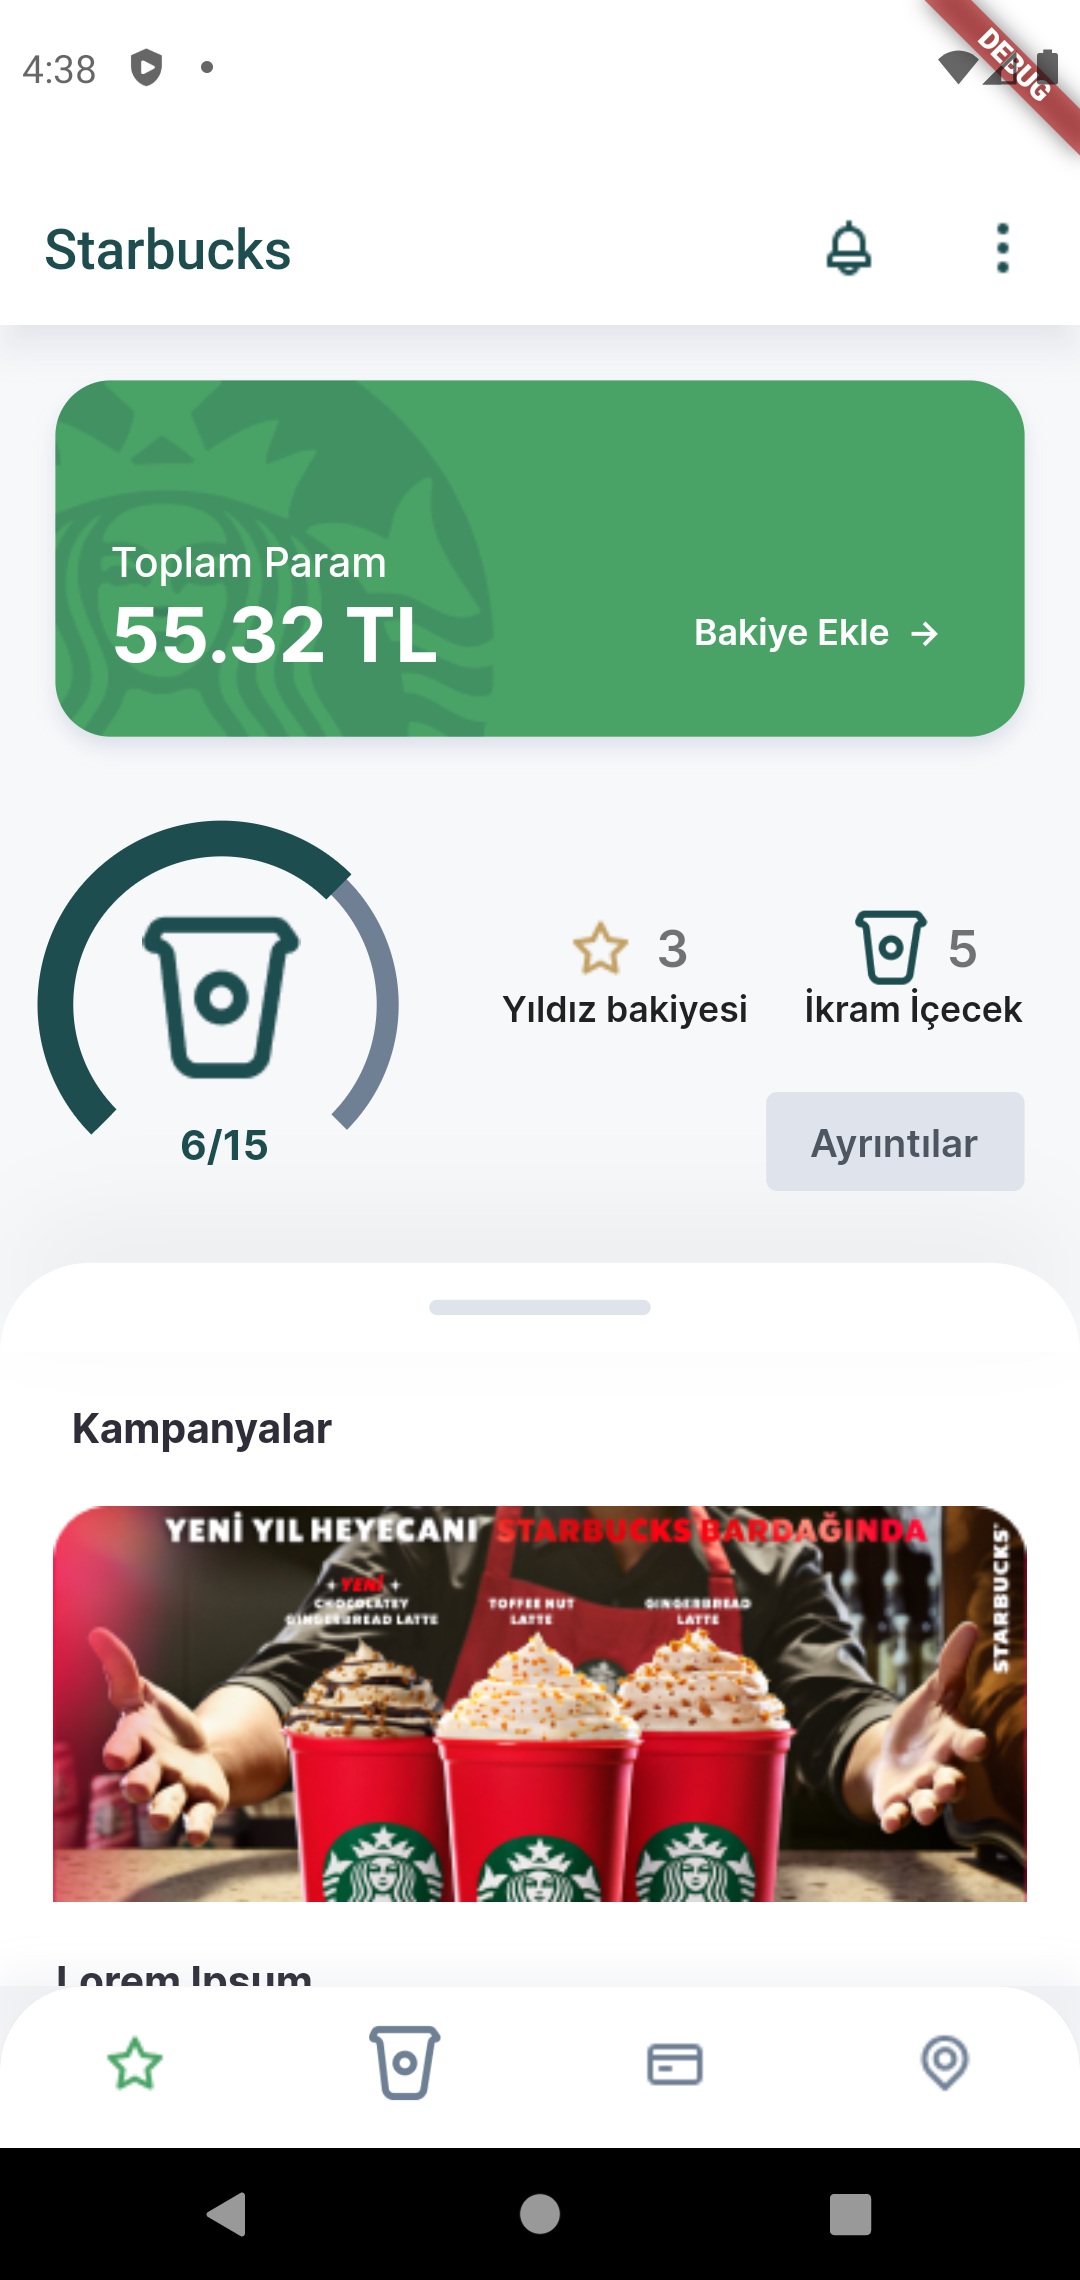 4:38
DEBUG
Starbucks
Toplam Param
55.32 TL
Bakiye Ekle →
3
Yıldız bakiyesi
5
İkram İçecek
6/15
Ayrıntılar
Kampanyalar
YENİ YIL HEYECANI STARBUCKS BARDAĞINDA
YENİ
CHOCOLATEY
GINGERBREAD LATTE
TOFFEE NUT
LATTE
GINGERBREAD
LATTE
STARBUCKS
Lorem Ipsum